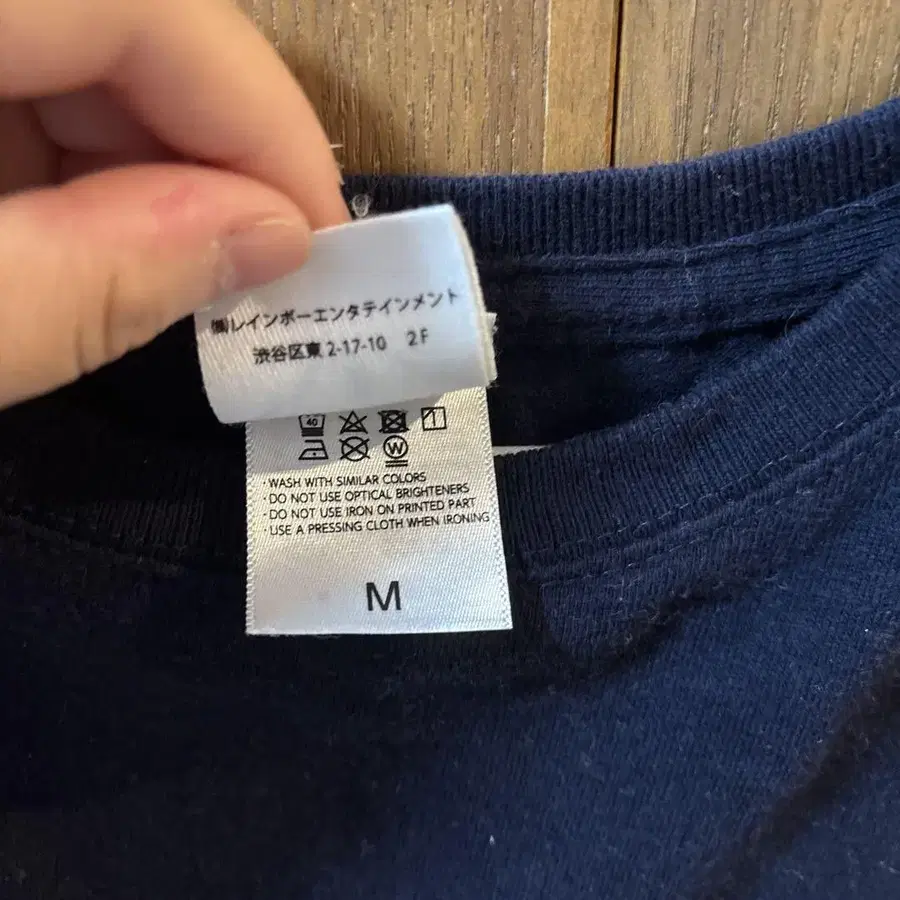 ㈱レインボーエンタテインメント
渋谷区東2-17-10 2F
40
W
・WASH WITH SIMILAR COLORS
・DO NOT USE OPTICAL BRIGHTENERS
・DO NOT USE IRON ON PRINTED PART
・USE A PRESSING CLOTH WHEN IRONING
M